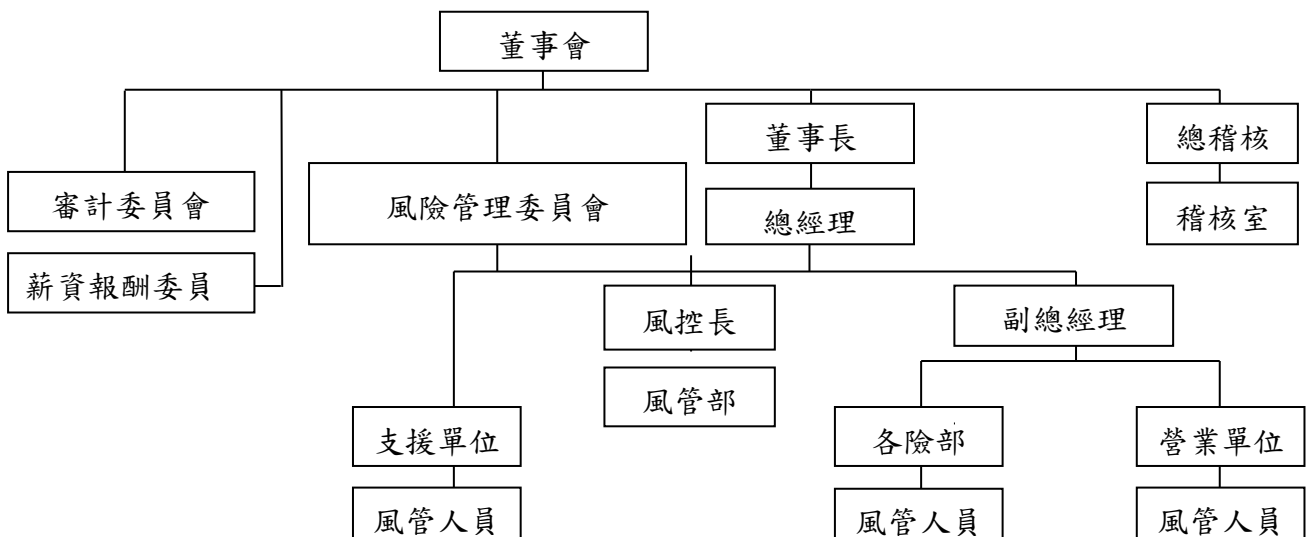 董事會
董事長
總稽核
審計委員會
風險管理委員會
總經理
稽核室
薪資報酬委員
風控長
副總經理
風管部
支援單位
各險部
營業單位
風管人員
風管人員
風管人員